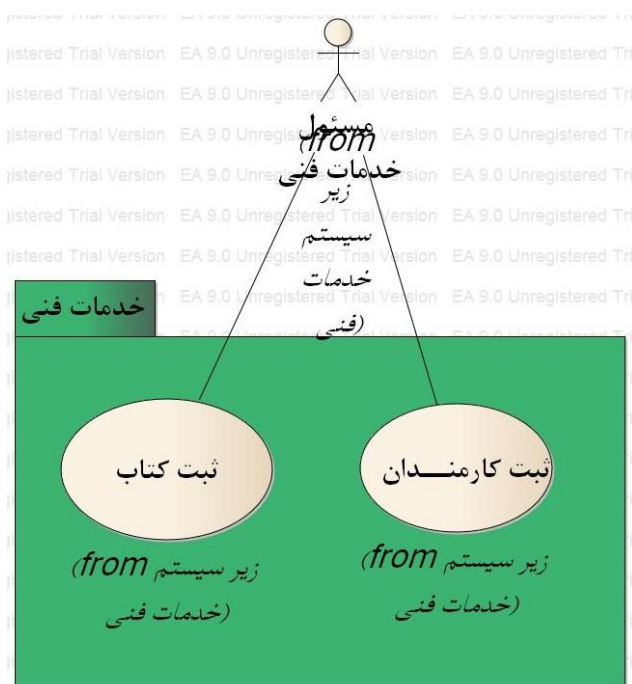 EA 9.0 Unregistered Trial Version
مسئول
خدمات فنی
(from
زیر
سیستم
خدمات
فنی)
خدمات فنی
ثبت کتاب
ثبت کارمنـــدان
(from زیر سیستم
خدمات فنی)
(from زیر سیستم
خدمات فنی)